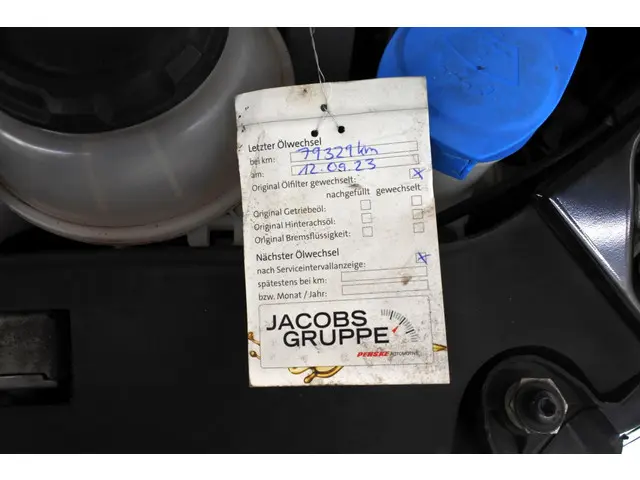 Letzter Ölwechsel
bei km: 79329 km
am: 12.09.23
Original Ölfilter gewechselt:
nachgefüllt gewechselt
Original Getriebeöl:
Original Hinterachsöl:
Original Bremsflüssigkeit:
Nächster Ölwechsel
nach Serviceintervallanzeige:
spätestens bei km:
bzw. Monat / Jahr:
JACOBS
GRUPPE
PENSKE AUTOMOTIVE